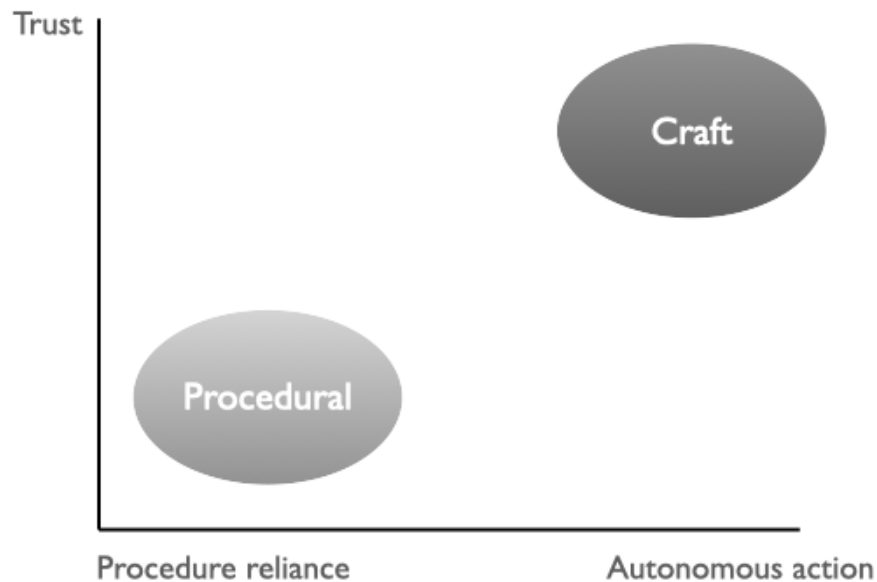 Trust
Craft
Procedural
Procedure reliance
Autonomous action